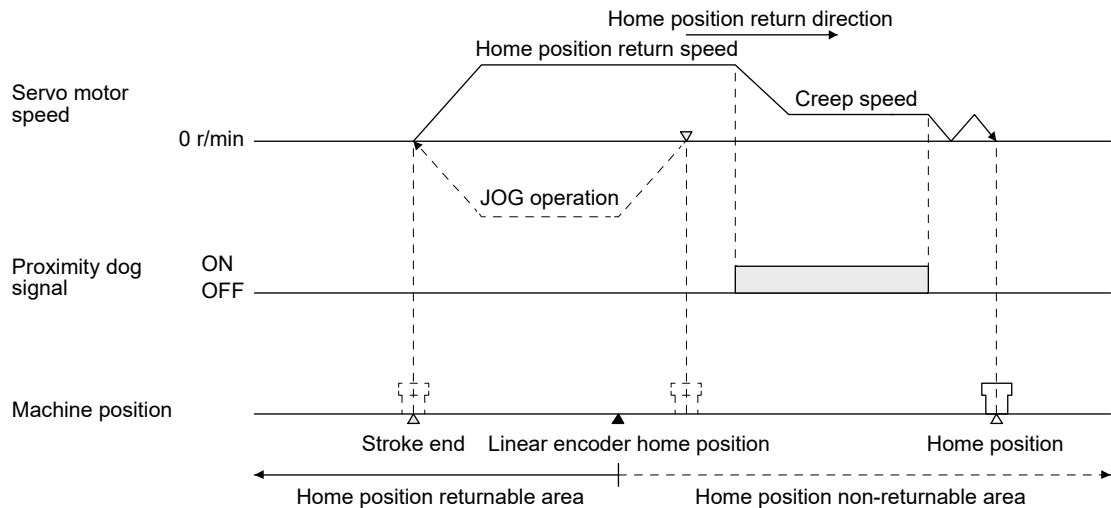 Home position return direction
Home position return speed
Servo motor
speed
Creep speed
0 r/min
JOG operation
Proximity dog
signal
ON
OFF
Machine position
Stroke end
Linear encoder home position
Home position
Home position returnable area
Home position non-returnable area